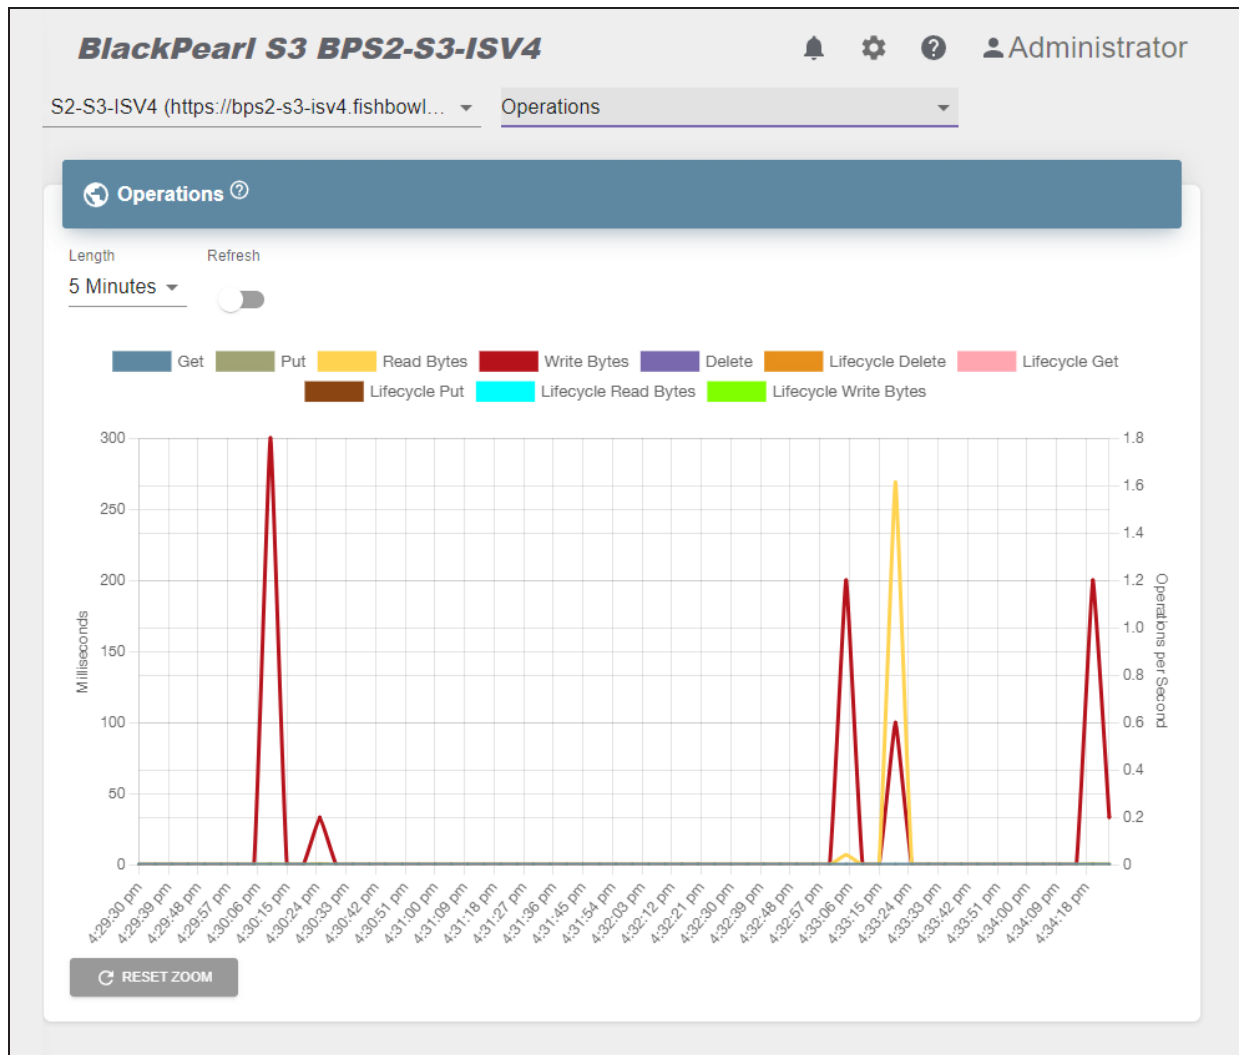 BlackPearl S3 BPS2-S3-ISV4
Administrator
S2-S3-ISV4 (https://bps2-s3-isv4.fishbowl...
Operations
Operations
Length
Refresh
5 Minutes
Get Put Read Bytes Write Bytes Delete Lifecycle Delete Lifecycle Get
Lifecycle Put Lifecycle Read Bytes Lifecycle Write Bytes
Milliseconds
300
250
200
150
100
50
0
1.8
1.6
1.4
1.2
1.0
0.8
0.6
0.4
0.2
0
Operations per Second
4:29:30 pm
4:29:39 pm
4:29:48 pm
4:29:57 pm
4:30:06 pm
4:30:15 pm
4:30:24 pm
4:30:33 pm
4:30:42 pm
4:30:51 pm
4:31:00 pm
4:31:09 pm
4:31:18 pm
4:31:27 pm
4:31:36 pm
4:31:45 pm
4:31:54 pm
4:32:03 pm
4:32:12 pm
4:32:21 pm
4:32:30 pm
4:32:39 pm
4:32:48 pm
4:32:57 pm
4:33:06 pm
4:33:15 pm
4:33:24 pm
4:33:33 pm
4:33:42 pm
4:33:51 pm
4:34:00 pm
4:34:09 pm
4:34:18 pm
RESET ZOOM